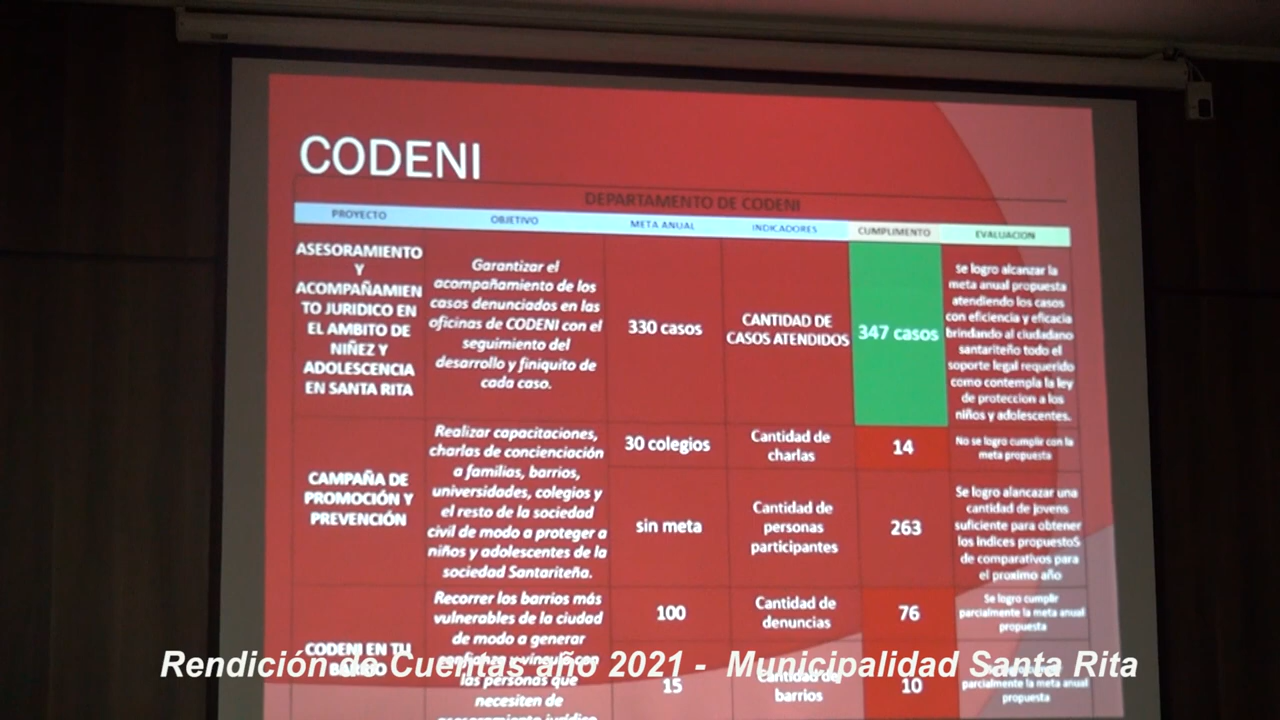 CODENI
DEPARTAMENTO DE CODENI
PROYECTO OBJETIVO META ANUAL INDICADORES CUMPLIMENTO EVALUACION
ASESORAMIENTO
Y
ACOMPAÑAMIEN
TO JURIDICO EN
EL AMBITO DE
NIÑEZ Y
ADOLESCENCIA
EN SANTA RITA
Garantizar el
acompañamiento de los
casos denunciados en las
oficinas de CODENI con el
seguimiento del
desarrollo y finiquito de
cada caso.
330 casos
CANTIDAD DE
CASOS ATENDIDOS
347 casos
se logro alcanzar la
meta anual propuesta
atendiendo los casos
con eficiencia y eficacia
brindando al ciudadano
santariteño todo el
soporte legal requerido
como contempla la ley
de proteccion a los
niños y adolescentes.
CAMPAÑA DE
PROMOCIÓN Y
PREVENCIÓN
Realizar capacitaciones,
charlas de concienciación
a familias, barrios,
universidades, colegios y
el resto de la sociedad
civil de modo a proteger a
niños y adolescentes de la
sociedad Santariteña.
30 colegios
Cantidad de
charlas
14
No se logro cumplir con la
meta propuesta
sin meta
Cantidad de
personas
participantes
263
Se logro alancazar una
cantidad de jovens
suficiente para obtener
los indices propuestoS
de comparativos para
el proximo año
CODENI EN TU
BARRIO
Recorrer los barrios más
vulnerables de la ciudad
de modo a generar
confianza y vinculo con
las personas que
necesiten de
100
Cantidad de
denuncias
76
Se logro cumplir
parcialmente la meta anual
propuesta
15
Cantidad de
barrios
10
parcialmente la meta anual
propuesta
Rendición de Cuentas año 2021 - Municipalidad Santa Rita